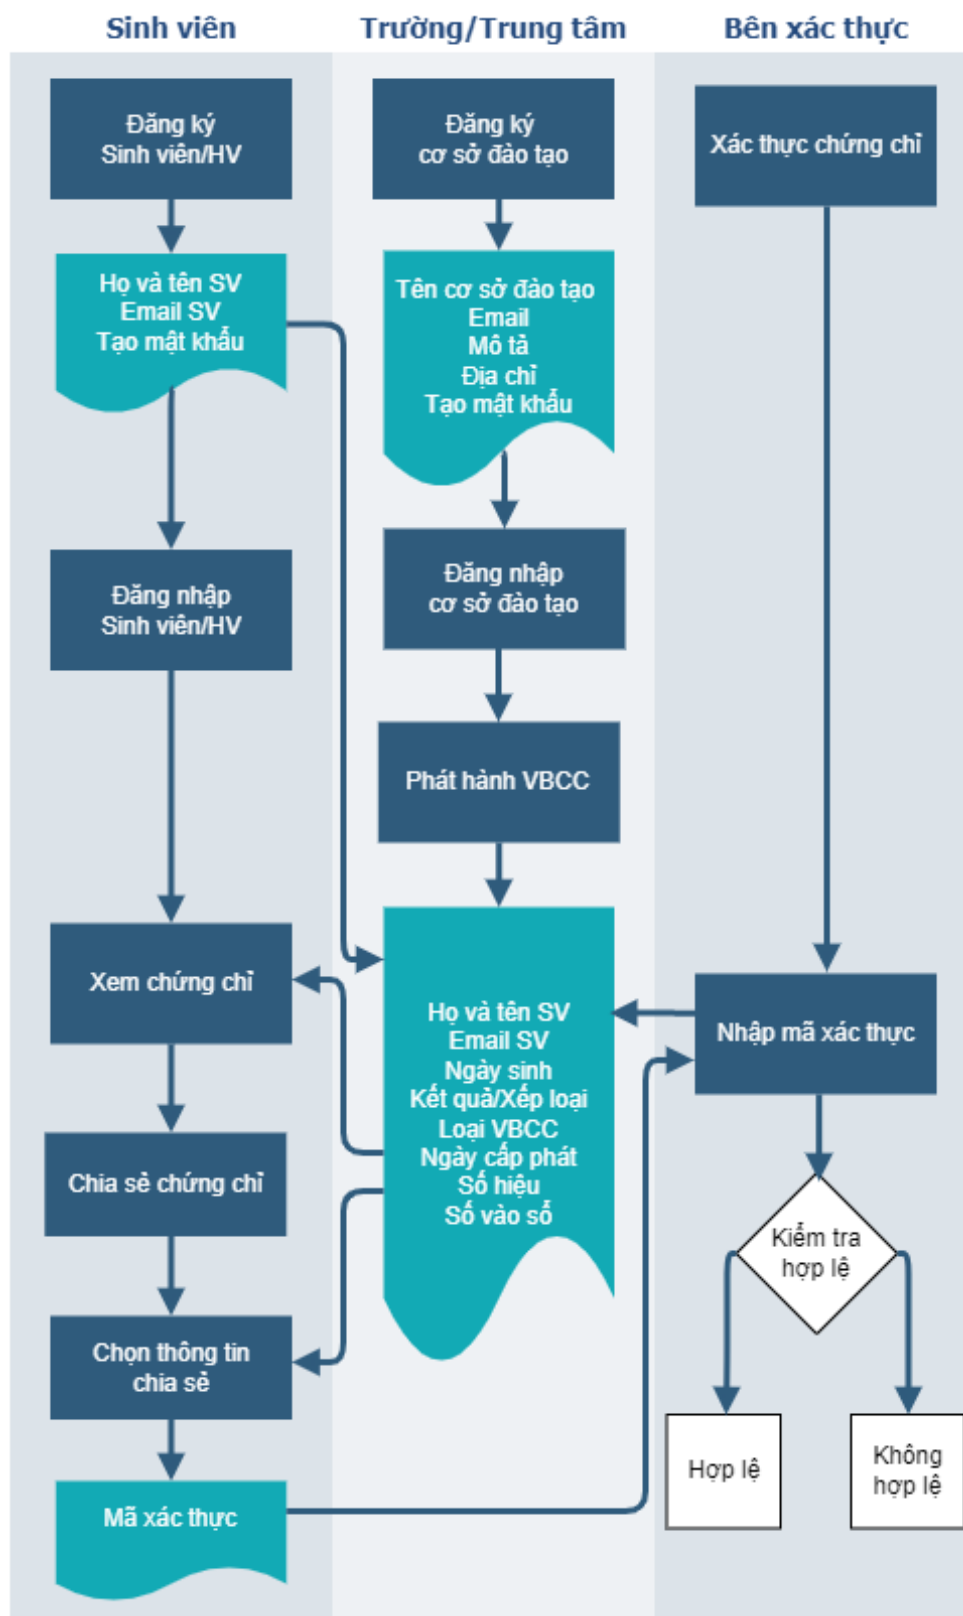 Sinh viên
Trường/Trung tâm
Bên xác thực
Đăng ký
Sinh viên/HV
Đăng ký
cơ sở đào tạo
Xác thực chứng chỉ
Họ và tên SV
Email SV
Tạo mật khẩu
Tên cơ sở đào tạo
Email
Mô tả
Địa chỉ
Tạo mật khẩu
Đăng nhập
Sinh viên/HV
Đăng nhập
cơ sở đào tạo
Phát hành VBCC
Xem chứng chỉ
Họ và tên SV
Email SV
Ngày sinh
Kết quả/Xếp loại
Loại VBCC
Ngày cấp phát
Số hiệu
Số vào số
Nhập mã xác thực
Chia sẻ chứng chỉ
Kiểm tra
hợp lệ
Chọn thông tin
chia sẻ
Hợp lệ
Không
hợp lệ
Mã xác thực